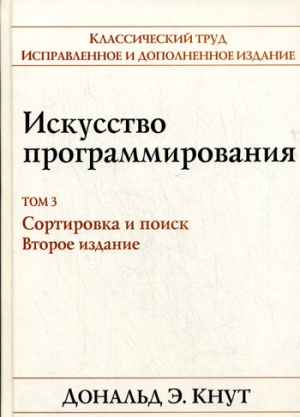 Классический труд
Исправленное и дополненное издание
Искусство
программирования
ТОМ 3
Сортировка и поиск
Второе издание
Дональд Э. Кнут